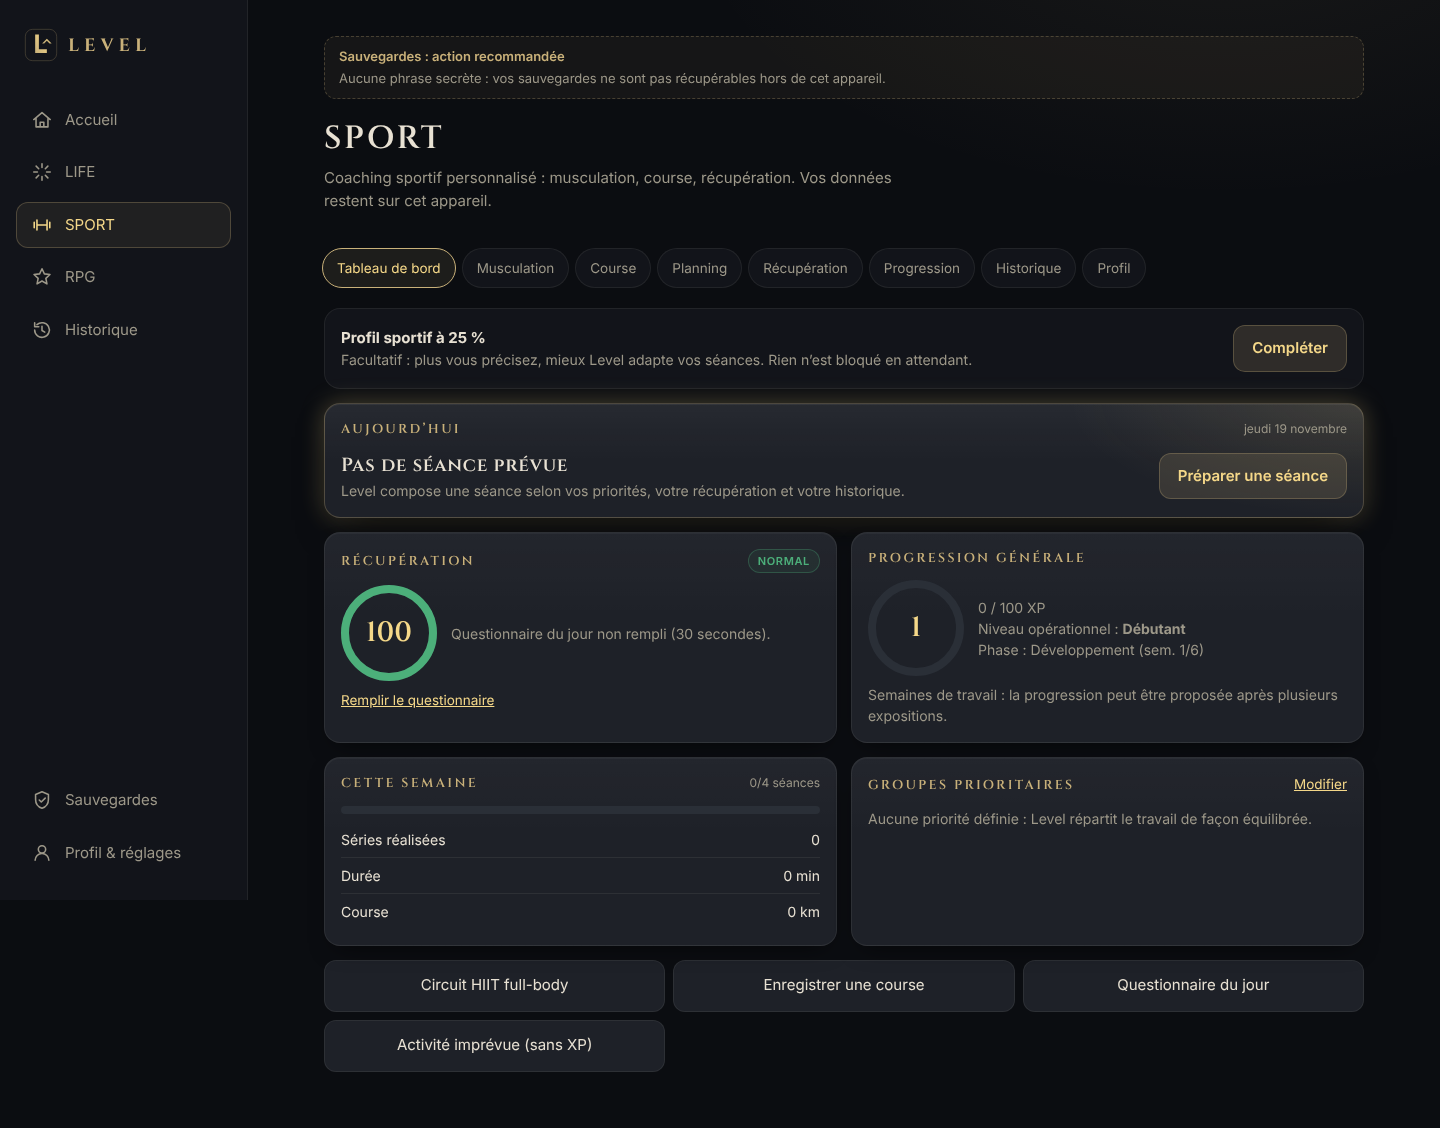 LEVEL
Accueil
LIFE
SPORT
RPG
Historique
Sauvegardes
Profil & réglages
Sauvegardes : action recommandée
Aucune phrase secrète : vos sauvegardes ne sont pas récupérables hors de cet appareil.
SPORT
Coaching sportif personnalisé : musculation, course, récupération. Vos données
restent sur cet appareil.
Tableau de bord
Musculation
Course
Planning
Récupération
Progression
Historique
Profil
Profil sportif à 25 %
Facultatif : plus vous précisez, mieux Level adapte vos séances. Rien n’est bloqué en attendant.
Compléter
AUJOURD’HUI
jeudi 19 novembre
PAS DE SÉANCE PRÉVUE
Level compose une séance selon vos priorités, votre récupération et votre historique.
Préparer une séance
RÉCUPÉRATION
NORMAL
100
Questionnaire du jour non rempli (30 secondes).
Remplir le questionnaire
PROGRESSION GÉNÉRALE
1
0 / 100 XP
Niveau opérationnel : Débutant
Phase : Développement (sem. 1/6)
Semaines de travail : la progression peut être proposée après plusieurs
expositions.
CETTE SEMAINE
0/4 séances
Séries réalisées 0
Durée 0 min
Course 0 km
GROUPES PRIORITAIRES
Modifier
Aucune priorité définie : Level répartit le travail de façon équilibrée.
Circuit HIIT full-body
Enregistrer une course
Questionnaire du jour
Activité imprévue (sans XP)